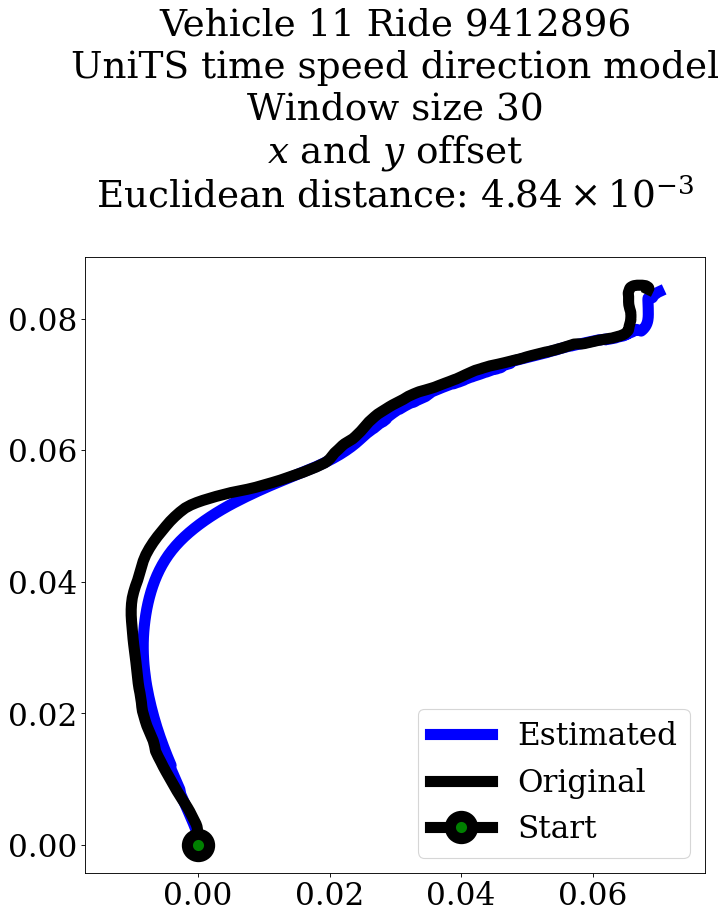 Vehicle 11 Ride 9412896
UniTS time speed direction model
Window size 30
x and y offset
Euclidean distance: 4.84 × 10⁻³
0.08
0.06
0.04
0.02
0.00
Estimated
Original
Start
0.00 0.02 0.04 0.06